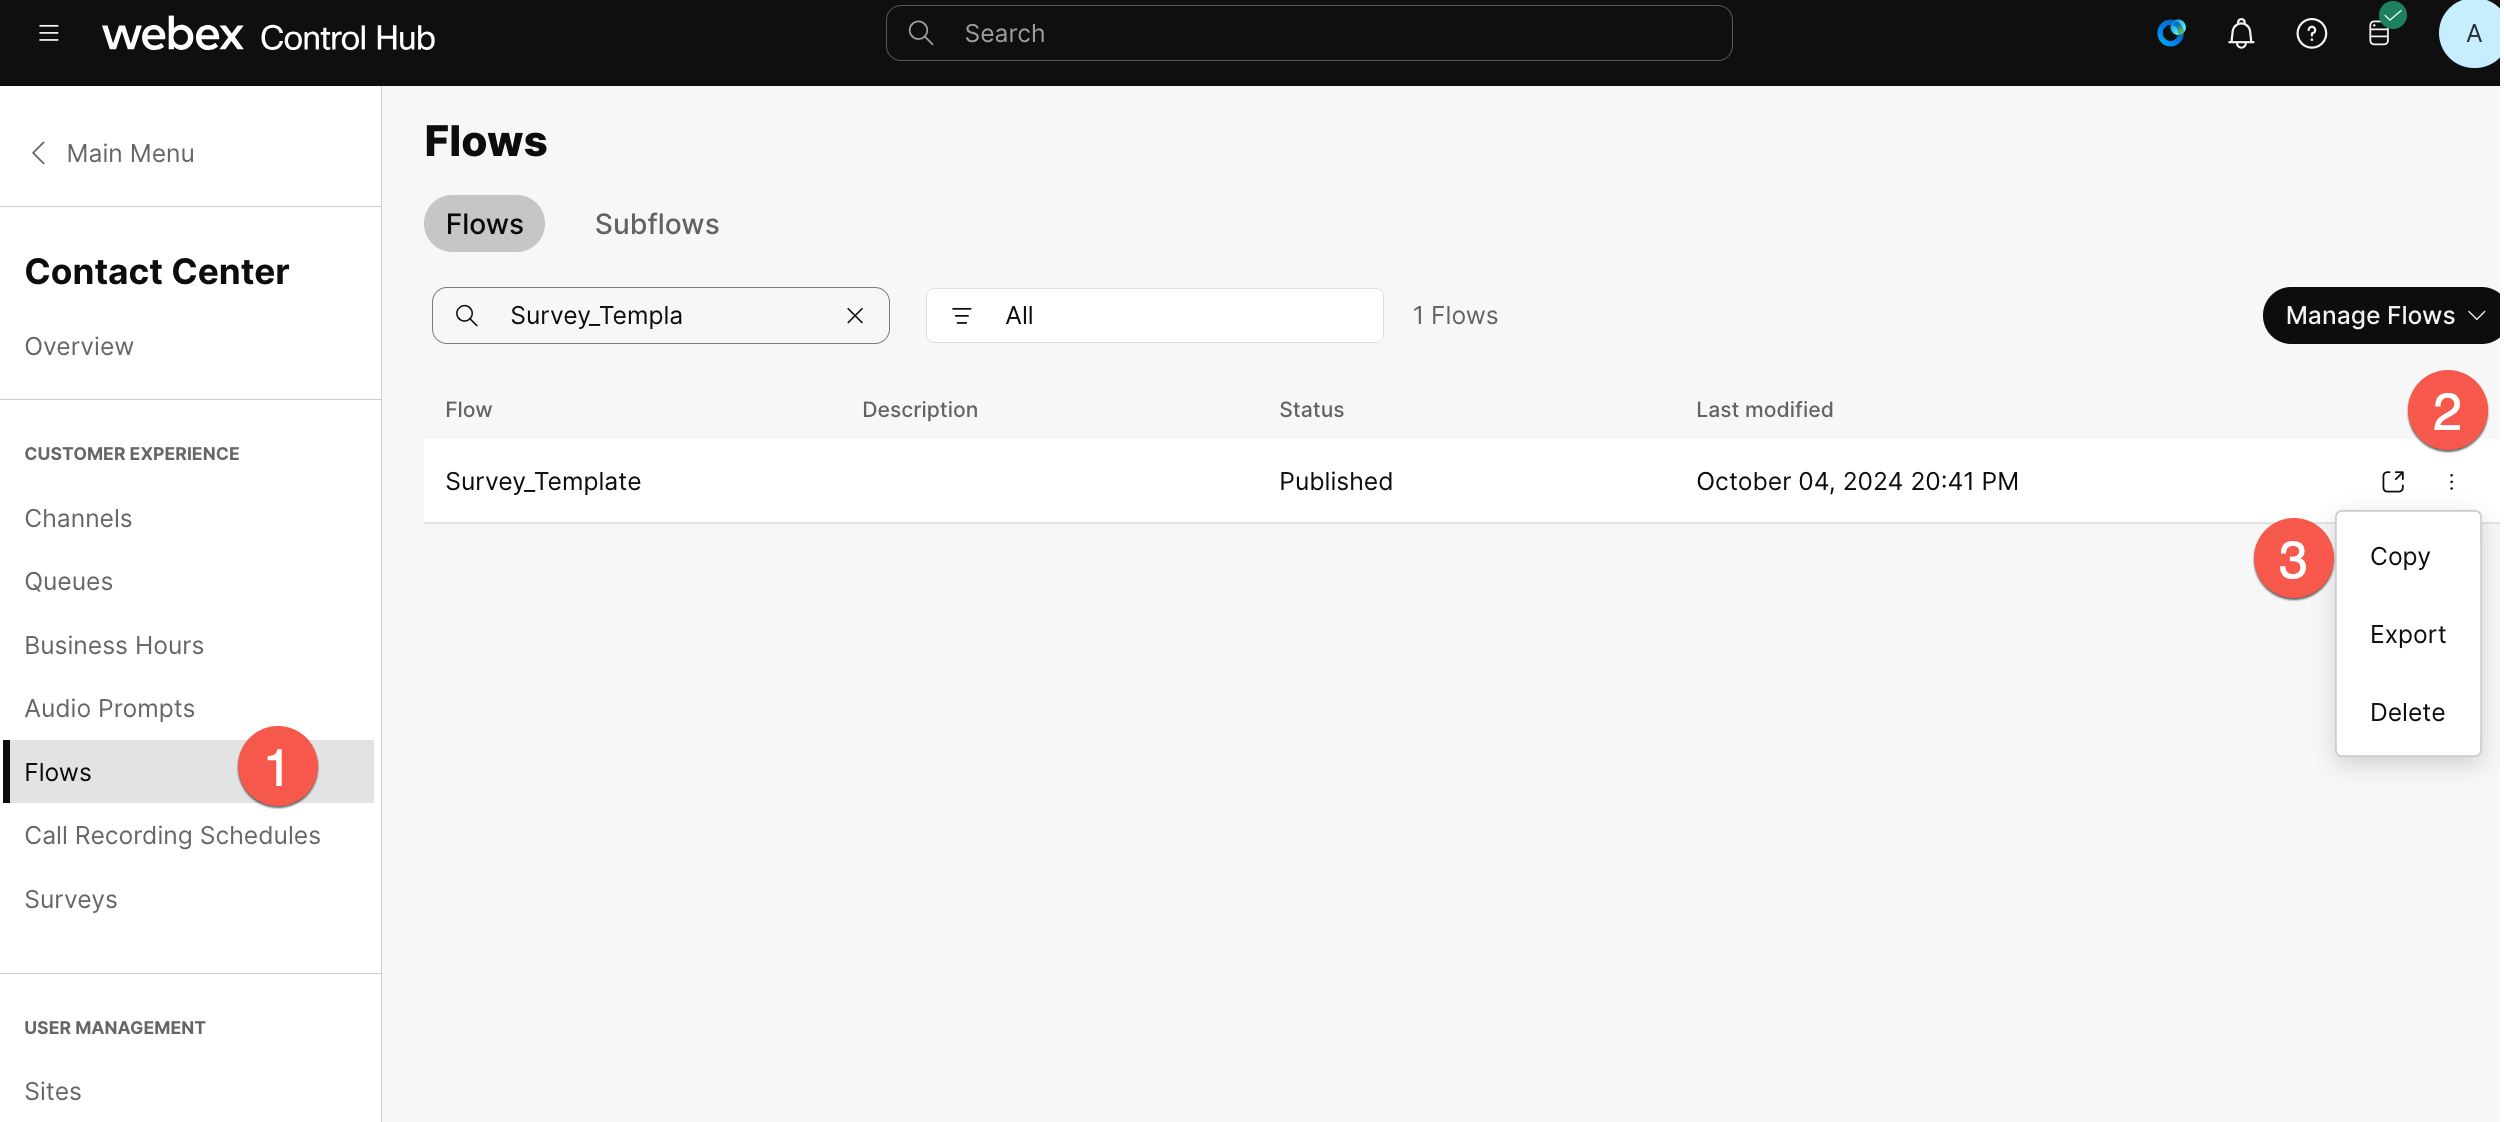 webex Control Hub
Search
A
Main Menu
Contact Center
Overview
CUSTOMER EXPERIENCE
Channels
Queues
Business Hours
Audio Prompts
Flows
1
Call Recording Schedules
Surveys
USER MANAGEMENT
Sites
Flows
Flows Subflows
Survey_Templa
All
1 Flows
Manage Flows
Flow Description Status Last modified
2
Survey_Template Published October 04, 2024 20:41 PM
3
Copy
Export
Delete